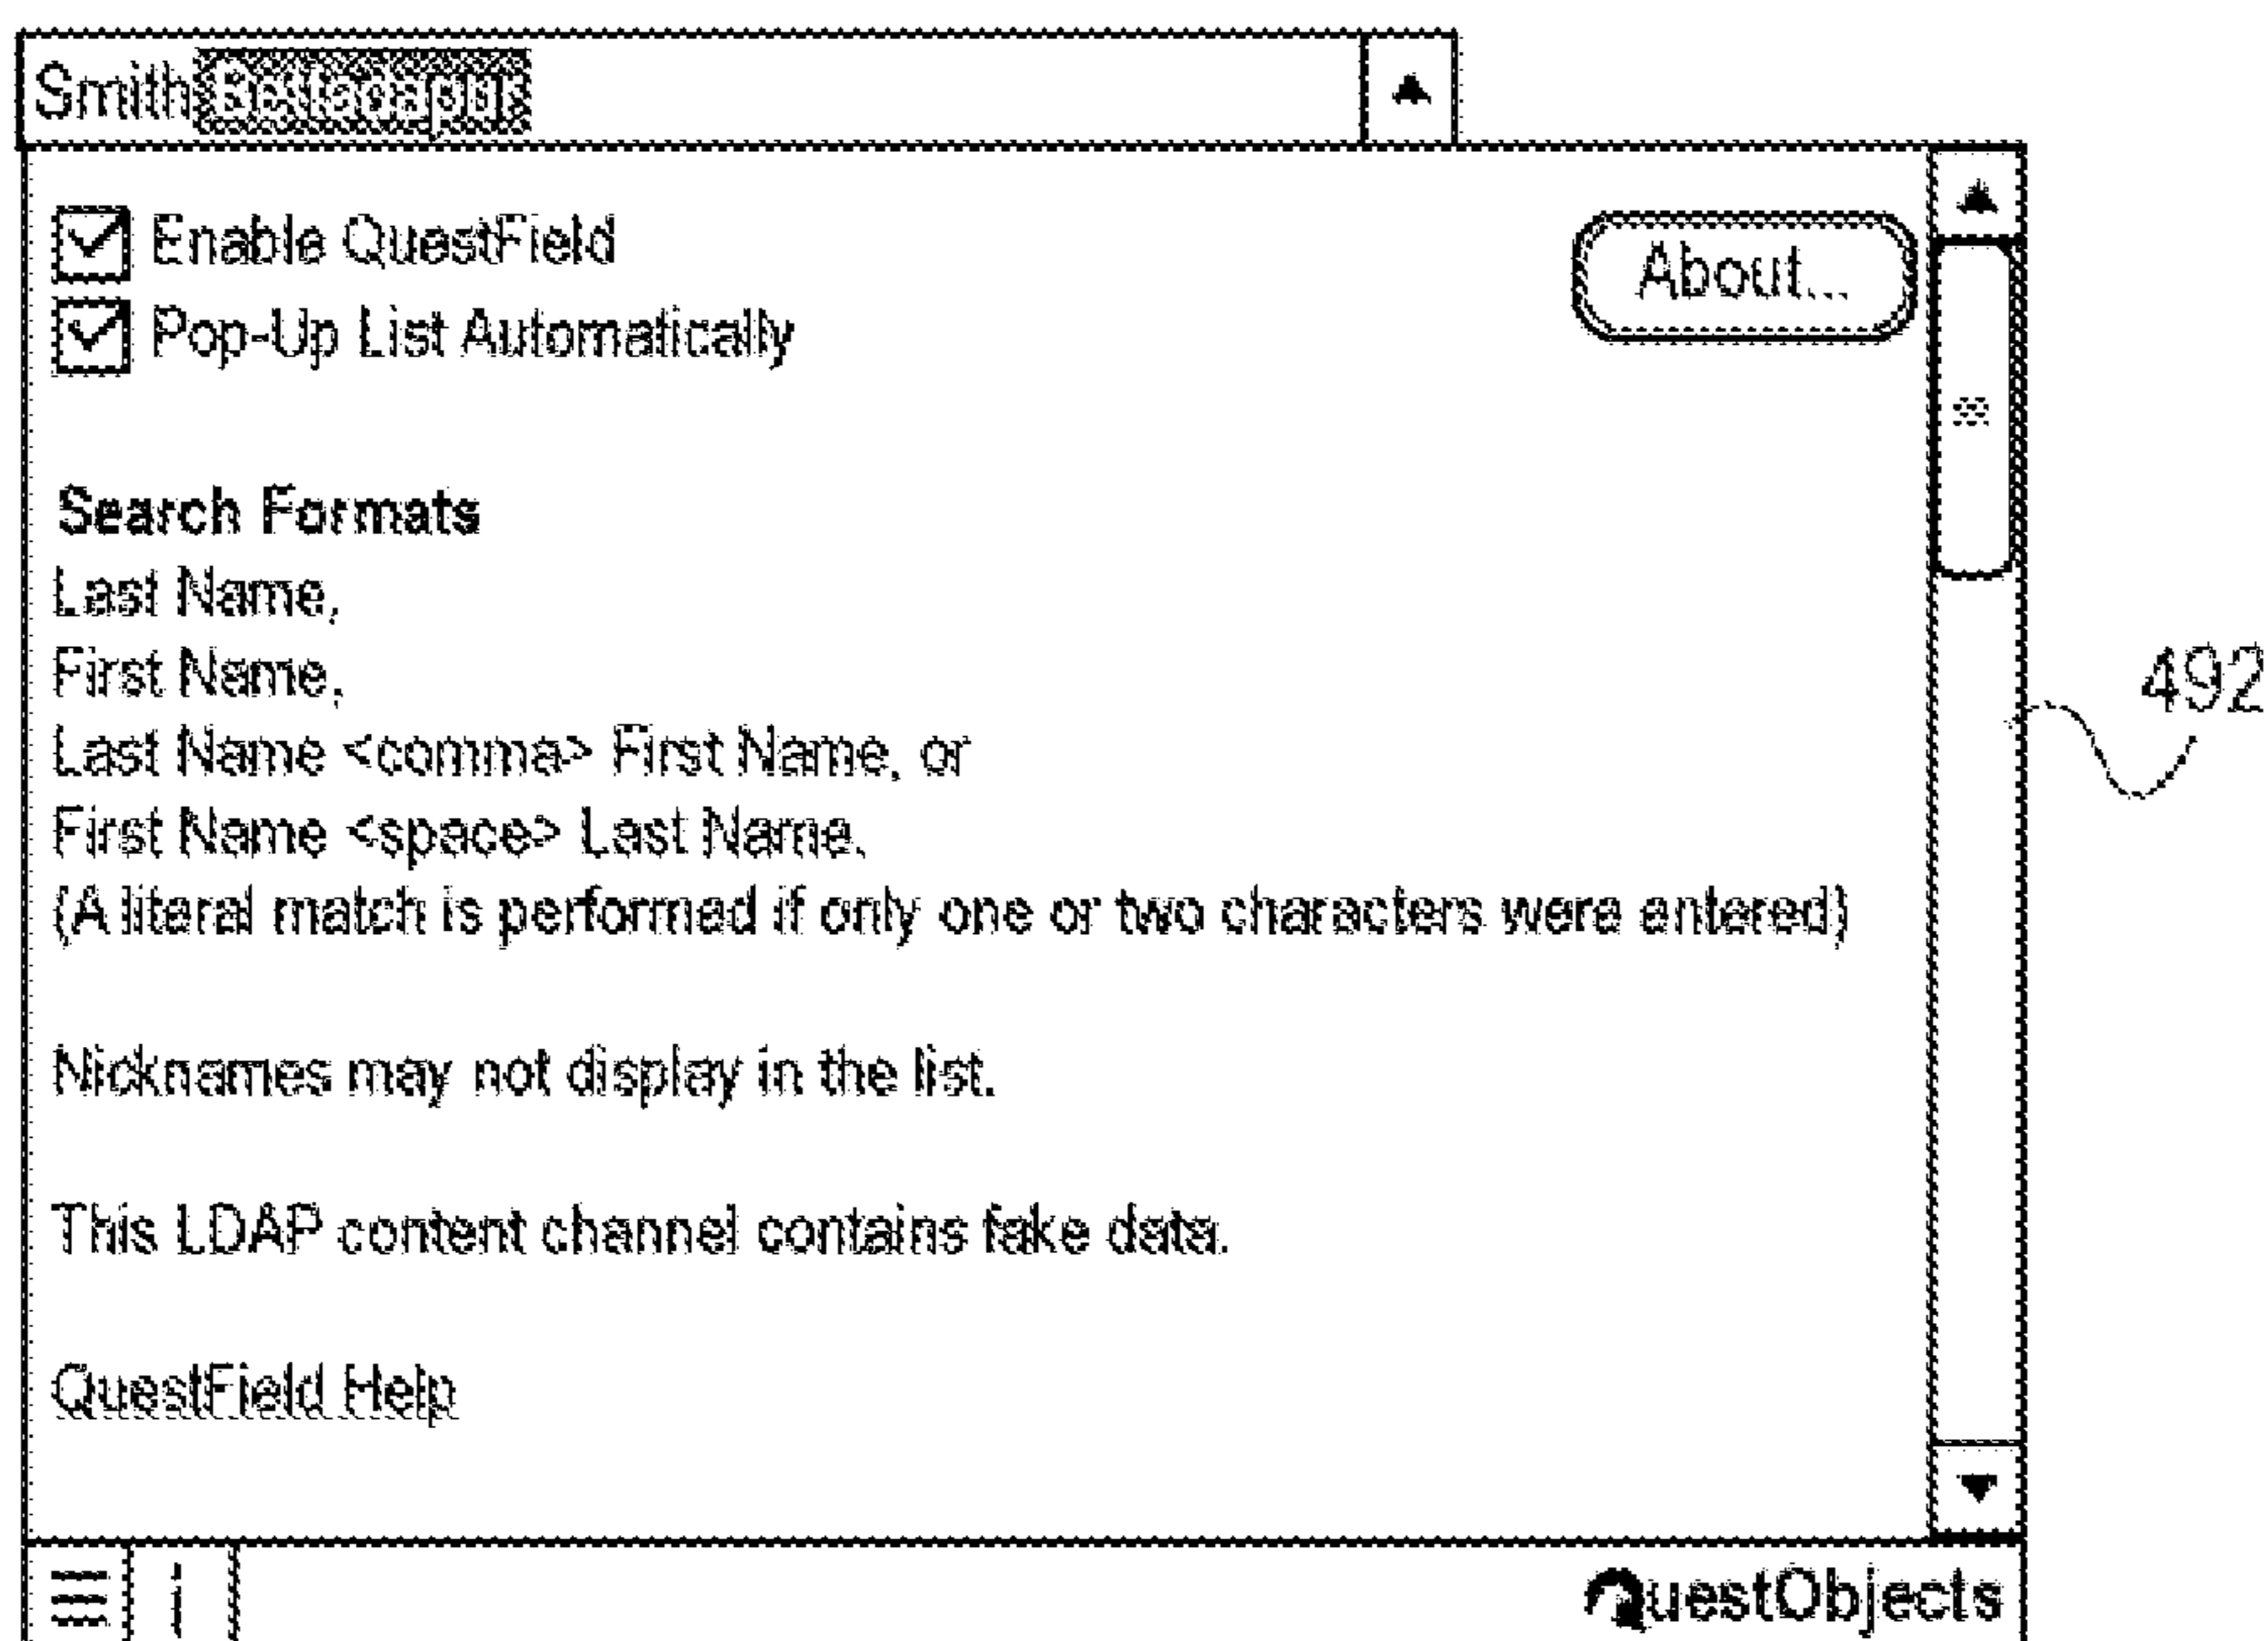 Smith
Enable QuestField
About...
Pop-Up List Automatically
Search Formats
Last Name,
First Name,
Last Name <comma> First Name, or
First Name <space> Last Name.
(A literal match is performed if only one or two characters were entered)
Nicknames may not display in the list.
This LDAP content channel contains fake data.
QuestField Help
QuestObjects
492